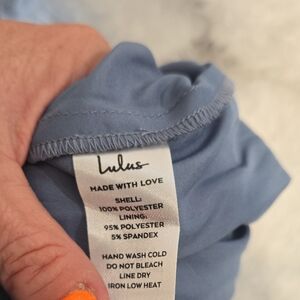 Lulus
MADE WITH LOVE
SHELL:
100% POLYESTER
LINING:
95% POLYESTER
5% SPANDEX
HAND WASH COLD
DO NOT BLEACH
LINE DRY
IRON LOW HEAT